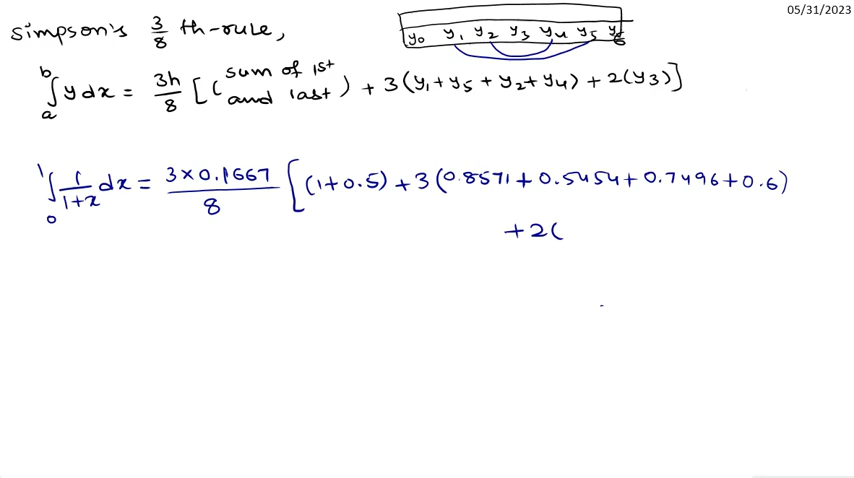 05/31/2023
Simpson's 3/8 th-rule,
y₀ y₁ y₂ y₃ y₄ y₅ y₆
∫ₐᵇ y dx = 3h/8 [(sum of 1st and last) + 3(y₁+y₅+y₂+y₄) + 2(y₃)]
∫₀¹ 1/(1+x) dx = (3×0.1667)/8 [(1+0.5) + 3(0.8571+0.5454+0.7496+0.6)
+2(